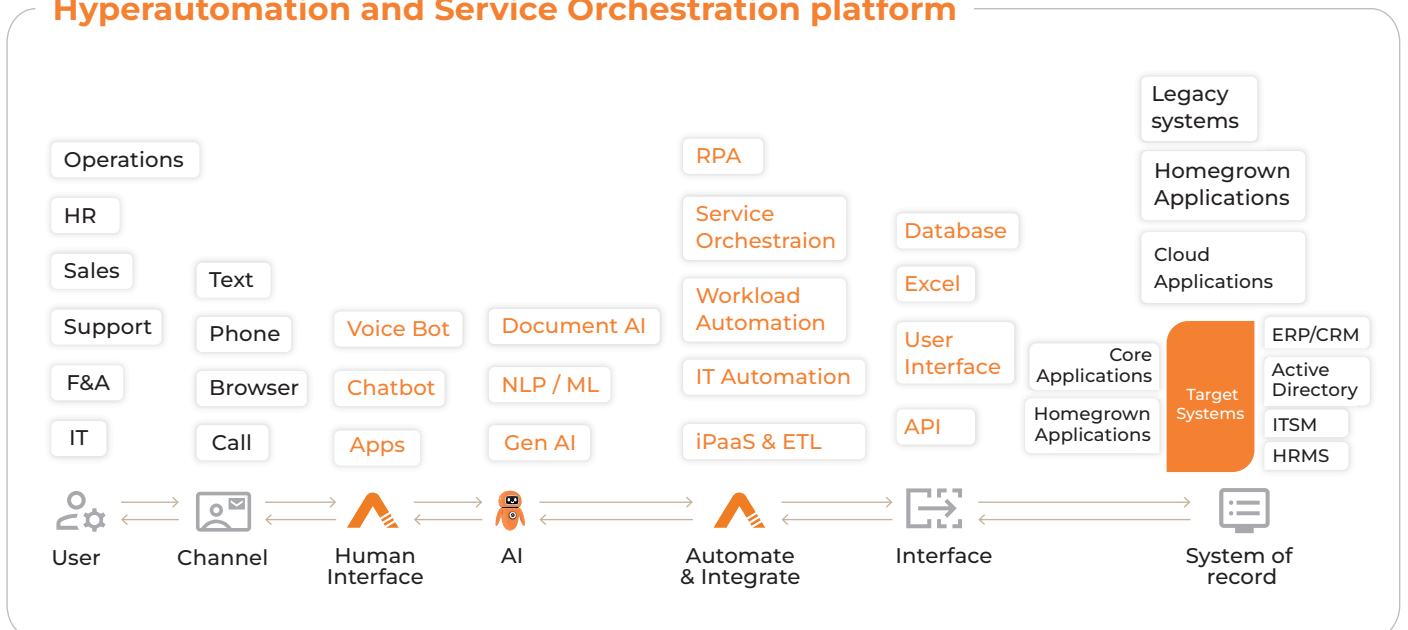 Hyperautomation and Service Orchestration platform
Operations
HR
Sales
Support
F&A
IT
User
Text
Phone
Browser
Call
Channel
Voice Bot
Chatbot
Apps
Human
Interface
Document AI
NLP / ML
Gen AI
AI
RPA
Service
Orchestraion
Workload
Automation
IT Automation
iPaaS & ETL
Automate
& Integrate
Database
Excel
User
Interface
API
Interface
Legacy
systems
Homegrown
Applications
Cloud
Applications
Core
Applications
Homegrown
Applications
Target
Systems
ERP/CRM
Active
Directory
ITSM
HRMS
System of
record